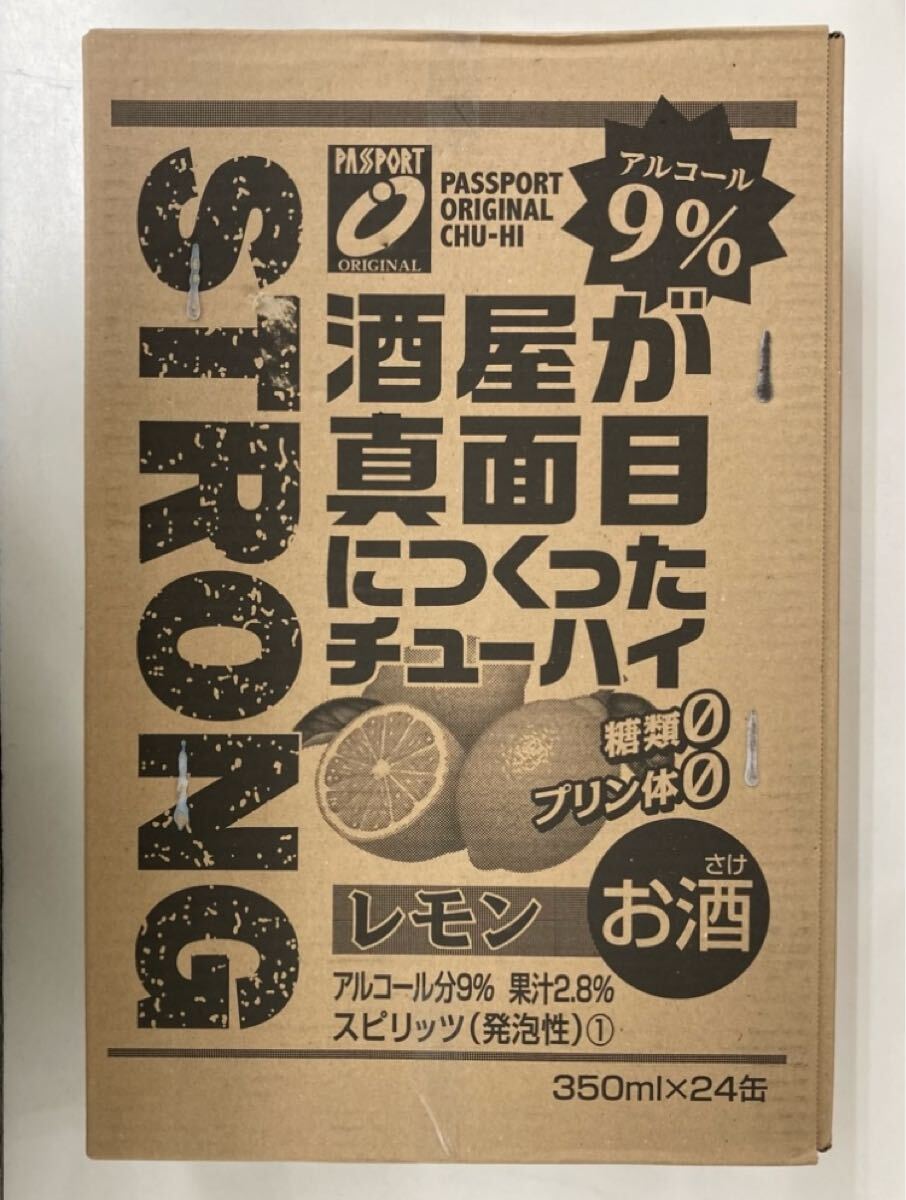 STRONG
PASSPORT
ORIGINAL
PASSPORT
ORIGINAL
CHU-HI
アルコール
9%
酒屋が
真面目
につくった
チューハイ
糖類0
プリン体0
レモン
さけ
お酒
アルコール分9% 果汁2.8%
スピリッツ(発泡性)①
350ml×24缶